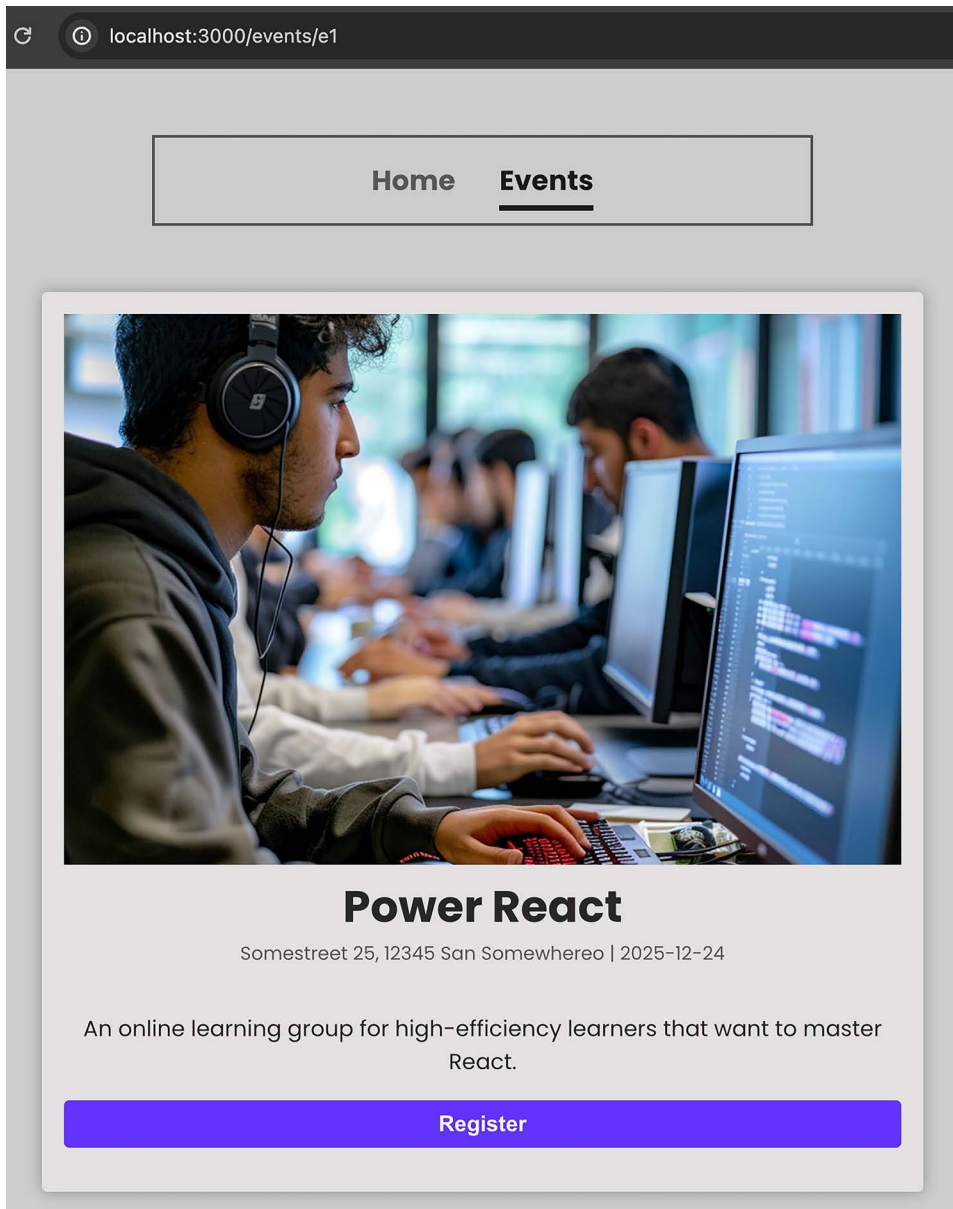 localhost:3000/events/e1
Home Events
Power React
Somestreet 25, 12345 San Somewhereo | 2025-12-24
An online learning group for high-efficiency learners that want to master
React.
Register